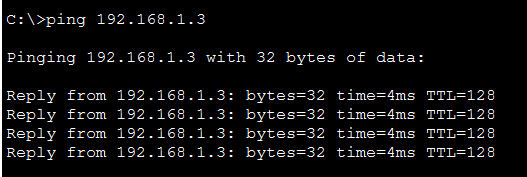 C:\>ping 192.168.1.3
Pinging 192.168.1.3 with 32 bytes of data:
Reply from 192.168.1.3: bytes=32 time=4ms TTL=128
Reply from 192.168.1.3: bytes=32 time=4ms TTL=128
Reply from 192.168.1.3: bytes=32 time=4ms TTL=128
Reply from 192.168.1.3: bytes=32 time=4ms TTL=128